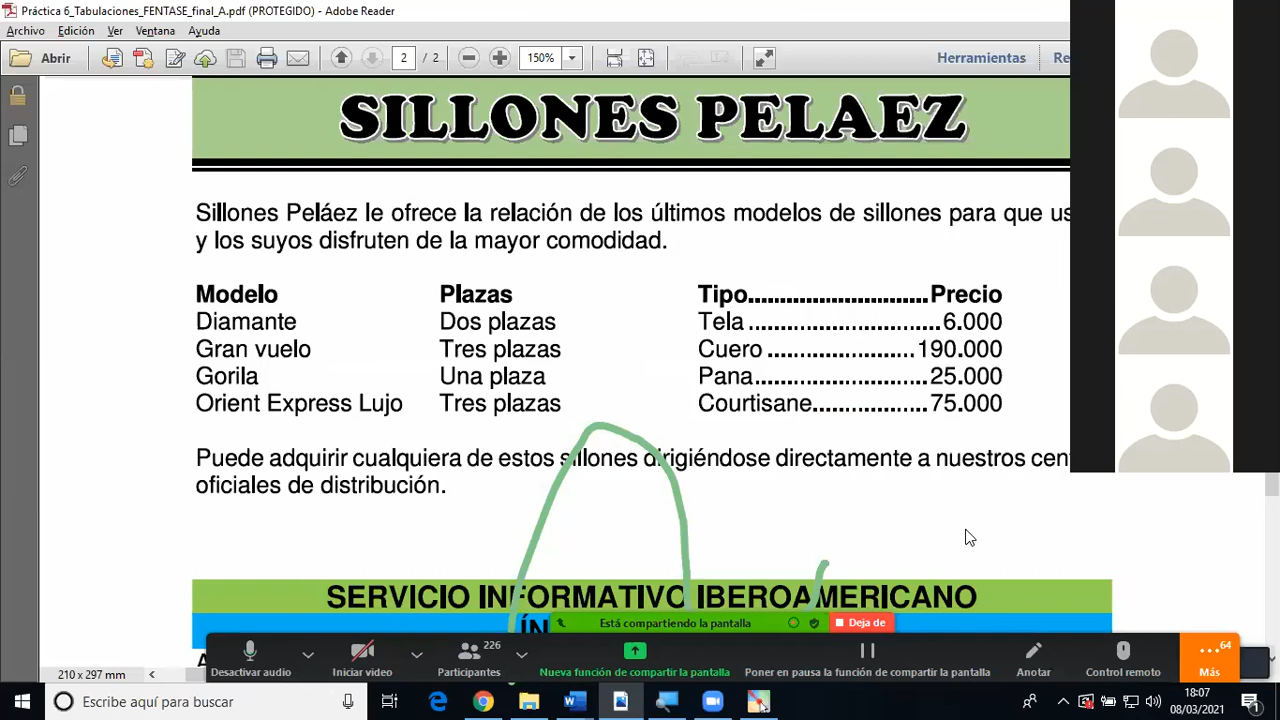 Práctica 6_Tabulaciones_FENTASE_final_A.pdf (PROTEGIDO) - Adobe Reader
Archivo Edición Ver Ventana Ayuda
Abrir 2 / 2 150% Herramientas
SILLONES PELAEZ
Sillones Peláez le ofrece la relación de los últimos modelos de sillones para que
y los suyos disfruten de la mayor comodidad.
Modelo Plazas Tipo............................Precio
Diamante Dos plazas Tela ..............................6.000
Gran vuelo Tres plazas Cuero .......................190.000
Gorila Una plaza Pana...........................25.000
Orient Express Lujo Tres plazas Courtisane..................75.000
Puede adquirir cualquiera de estos sillones dirigiéndose directamente a nuestros
oficiales de distribución.
SERVICIO INFORMATIVO IBEROAMERICANO
Está compartiendo la pantalla Deja de
226 64
Desactivar audio Iniciar video Participantes Nueva función de compartir la pantalla Poner en pausa la función de compartir Anotar Control remoto Más
210 x 297 mm
Escribe aquí para buscar
18:07
08/03/2021
1